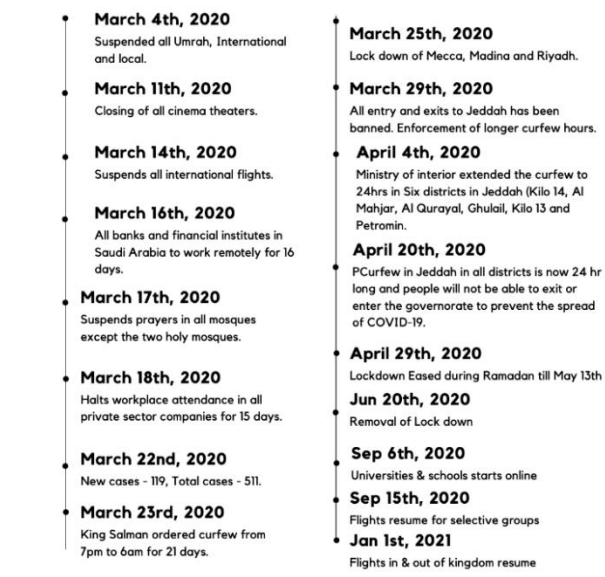 March 4th, 2020
Suspended all Umrah, International
and local.
March 11th, 2020
Closing of all cinema theaters.
March 14th, 2020
Suspends all international flights.
March 16th, 2020
All banks and financial institutes in
Saudi Arabia to work remotely for 16
days.
March 17th, 2020
Suspends prayers in all mosques
except the two holy mosques.
March 18th, 2020
Halts workplace attendance in all
private sector companies for 15 days.
March 22nd, 2020
New cases - 119, Total cases - 511.
March 23rd, 2020
King Salman ordered curfew from
7pm to 6am for 21 days.
March 25th, 2020
Lock down of Mecca, Madina and Riyadh.
March 29th, 2020
All entry and exits to Jeddah has been
banned. Enforcement of longer curfew hours.
April 4th, 2020
Ministry of interior extended the curfew to
24hrs in Six districts in Jeddah (Kilo 14, Al
Mahjar, Al Qurayal, Ghulail, Kilo 13 and
Petromin.
April 20th, 2020
PCurfew in Jeddah in all districts is now 24 hr
long and people will not be able to exit or
enter the governorate to prevent the spread
of COVID-19.
April 29th, 2020
Lockdown Eased during Ramadan till May 13th
Jun 20th, 2020
Removal of Lock down
Sep 6th, 2020
Universities & schools starts online
Sep 15th, 2020
Flights resume for selective groups
Jan 1st, 2021
Flights in & out of kingdom resume